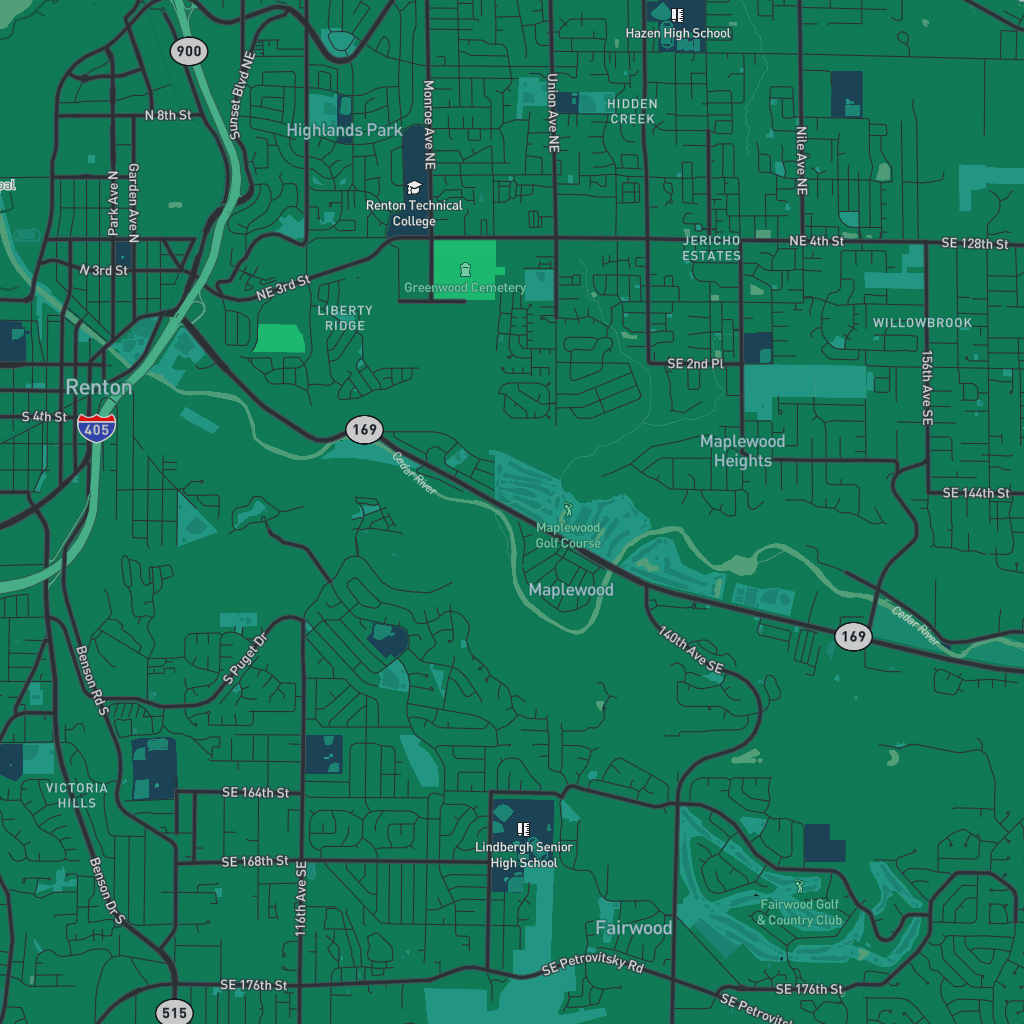 Hazen High School
900
HIDDEN
CREEK
N 8th St
Sunset Blvd NE
Monroe Ave NE
Union Ave NE
Nile Ave NE
Highlands Park
Garden Ave N
Park Ave N
Renton Technical
College
JERICHO
ESTATES
NE 4th St
SE 128th St
N 3rd St
NE 3rd St
Greenwood Cemetery
LIBERTY
RIDGE
WILLOWBROOK
SE 2nd Pl
156th Ave SE
Renton
S 4th St
405
169
Maplewood
Heights
Cedar River
SE 144th St
Maplewood
Golf Course
Maplewood
140th Ave SE
Cedar River
169
S Puget Dr
Benson Rd S
VICTORIA
HILLS
SE 164th St
Lindbergh Senior
High School
SE 168th St
116th Ave SE
Benson Dr S
Fairwood Golf
& Country Club
Fairwood
SE Petrovitsky Rd
SE 176th St
SE 176th St
SE Petrovits
515